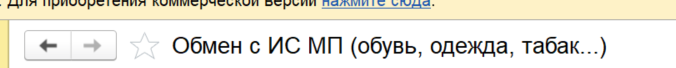 Для приобретения коммерческой версии нажмите сюда.
Обмен с ИС МП (обувь, одежда, табак...)